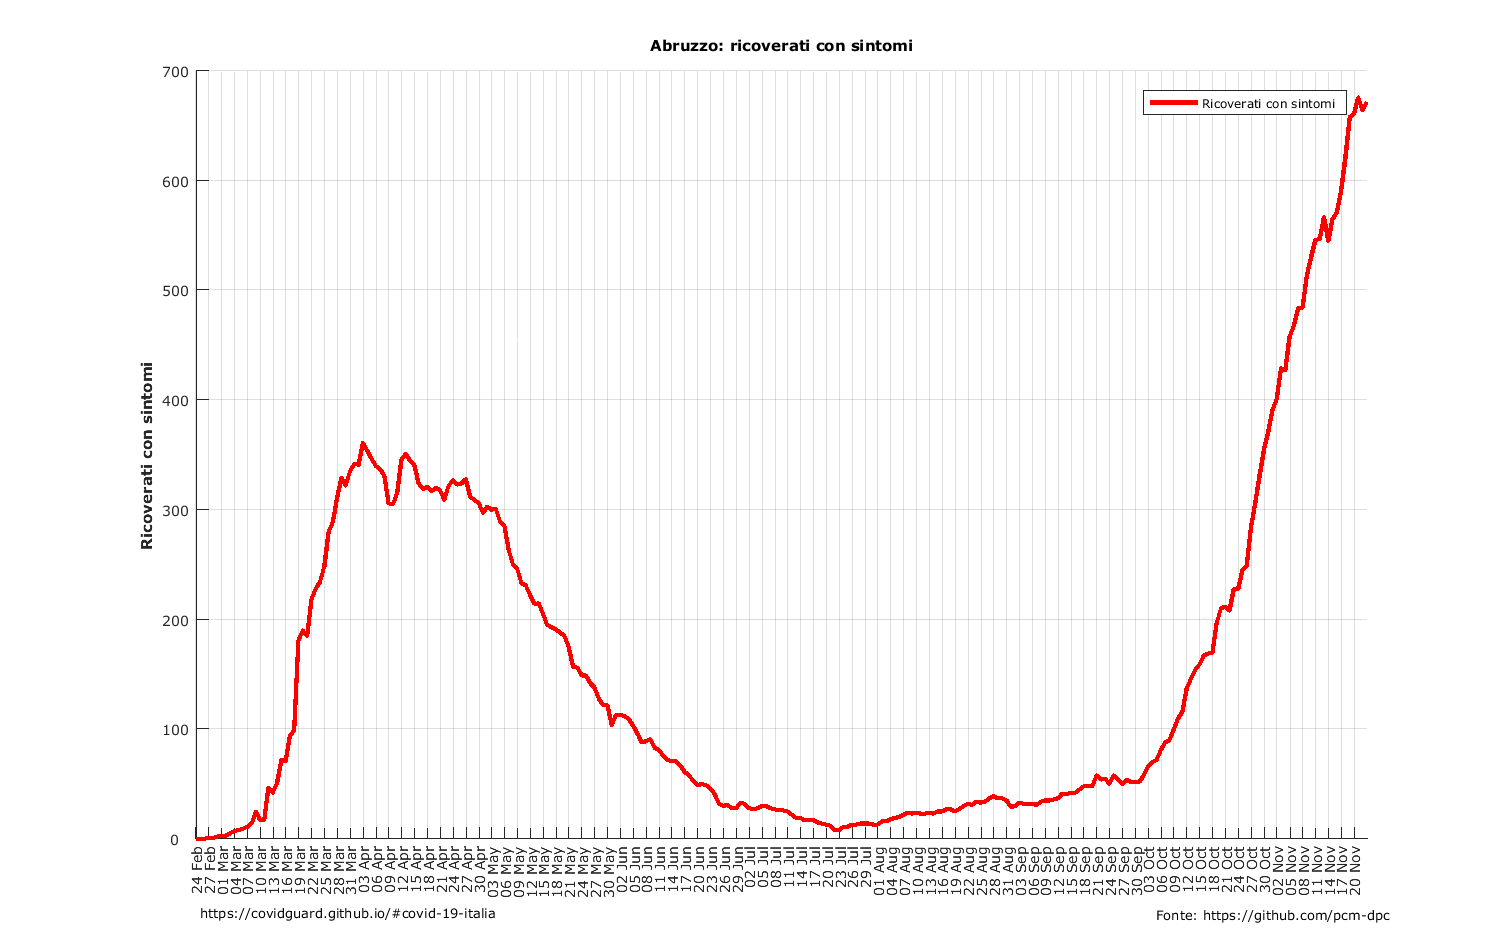 Abruzzo: ricoverati con sintomi
Ricoverati con sintomi
Ricoverati con sintomi
700
600
500
400
300
200
100
0
24 Feb
27 Feb
01 Mar
04 Mar
07 Mar
10 Mar
13 Mar
16 Mar
19 Mar
22 Mar
25 Mar
28 Mar
31 Mar
03 Apr
06 Apr
09 Apr
12 Apr
15 Apr
18 Apr
21 Apr
24 Apr
27 Apr
30 Apr
03 May
06 May
09 May
12 May
15 May
18 May
21 May
24 May
27 May
30 May
02 Jun
05 Jun
08 Jun
11 Jun
14 Jun
17 Jun
20 Jun
23 Jun
26 Jun
29 Jun
02 Jul
05 Jul
08 Jul
11 Jul
14 Jul
17 Jul
20 Jul
23 Jul
26 Jul
29 Jul
01 Aug
04 Aug
07 Aug
10 Aug
13 Aug
16 Aug
19 Aug
22 Aug
25 Aug
28 Aug
31 Aug
03 Sep
06 Sep
09 Sep
12 Sep
15 Sep
18 Sep
21 Sep
24 Sep
27 Sep
30 Sep
03 Oct
06 Oct
09 Oct
12 Oct
15 Oct
18 Oct
21 Oct
24 Oct
27 Oct
30 Oct
02 Nov
05 Nov
08 Nov
11 Nov
14 Nov
17 Nov
20 Nov
https://covidguard.github.io/#covid-19-italia
Fonte: https://github.com/pcm-dpc